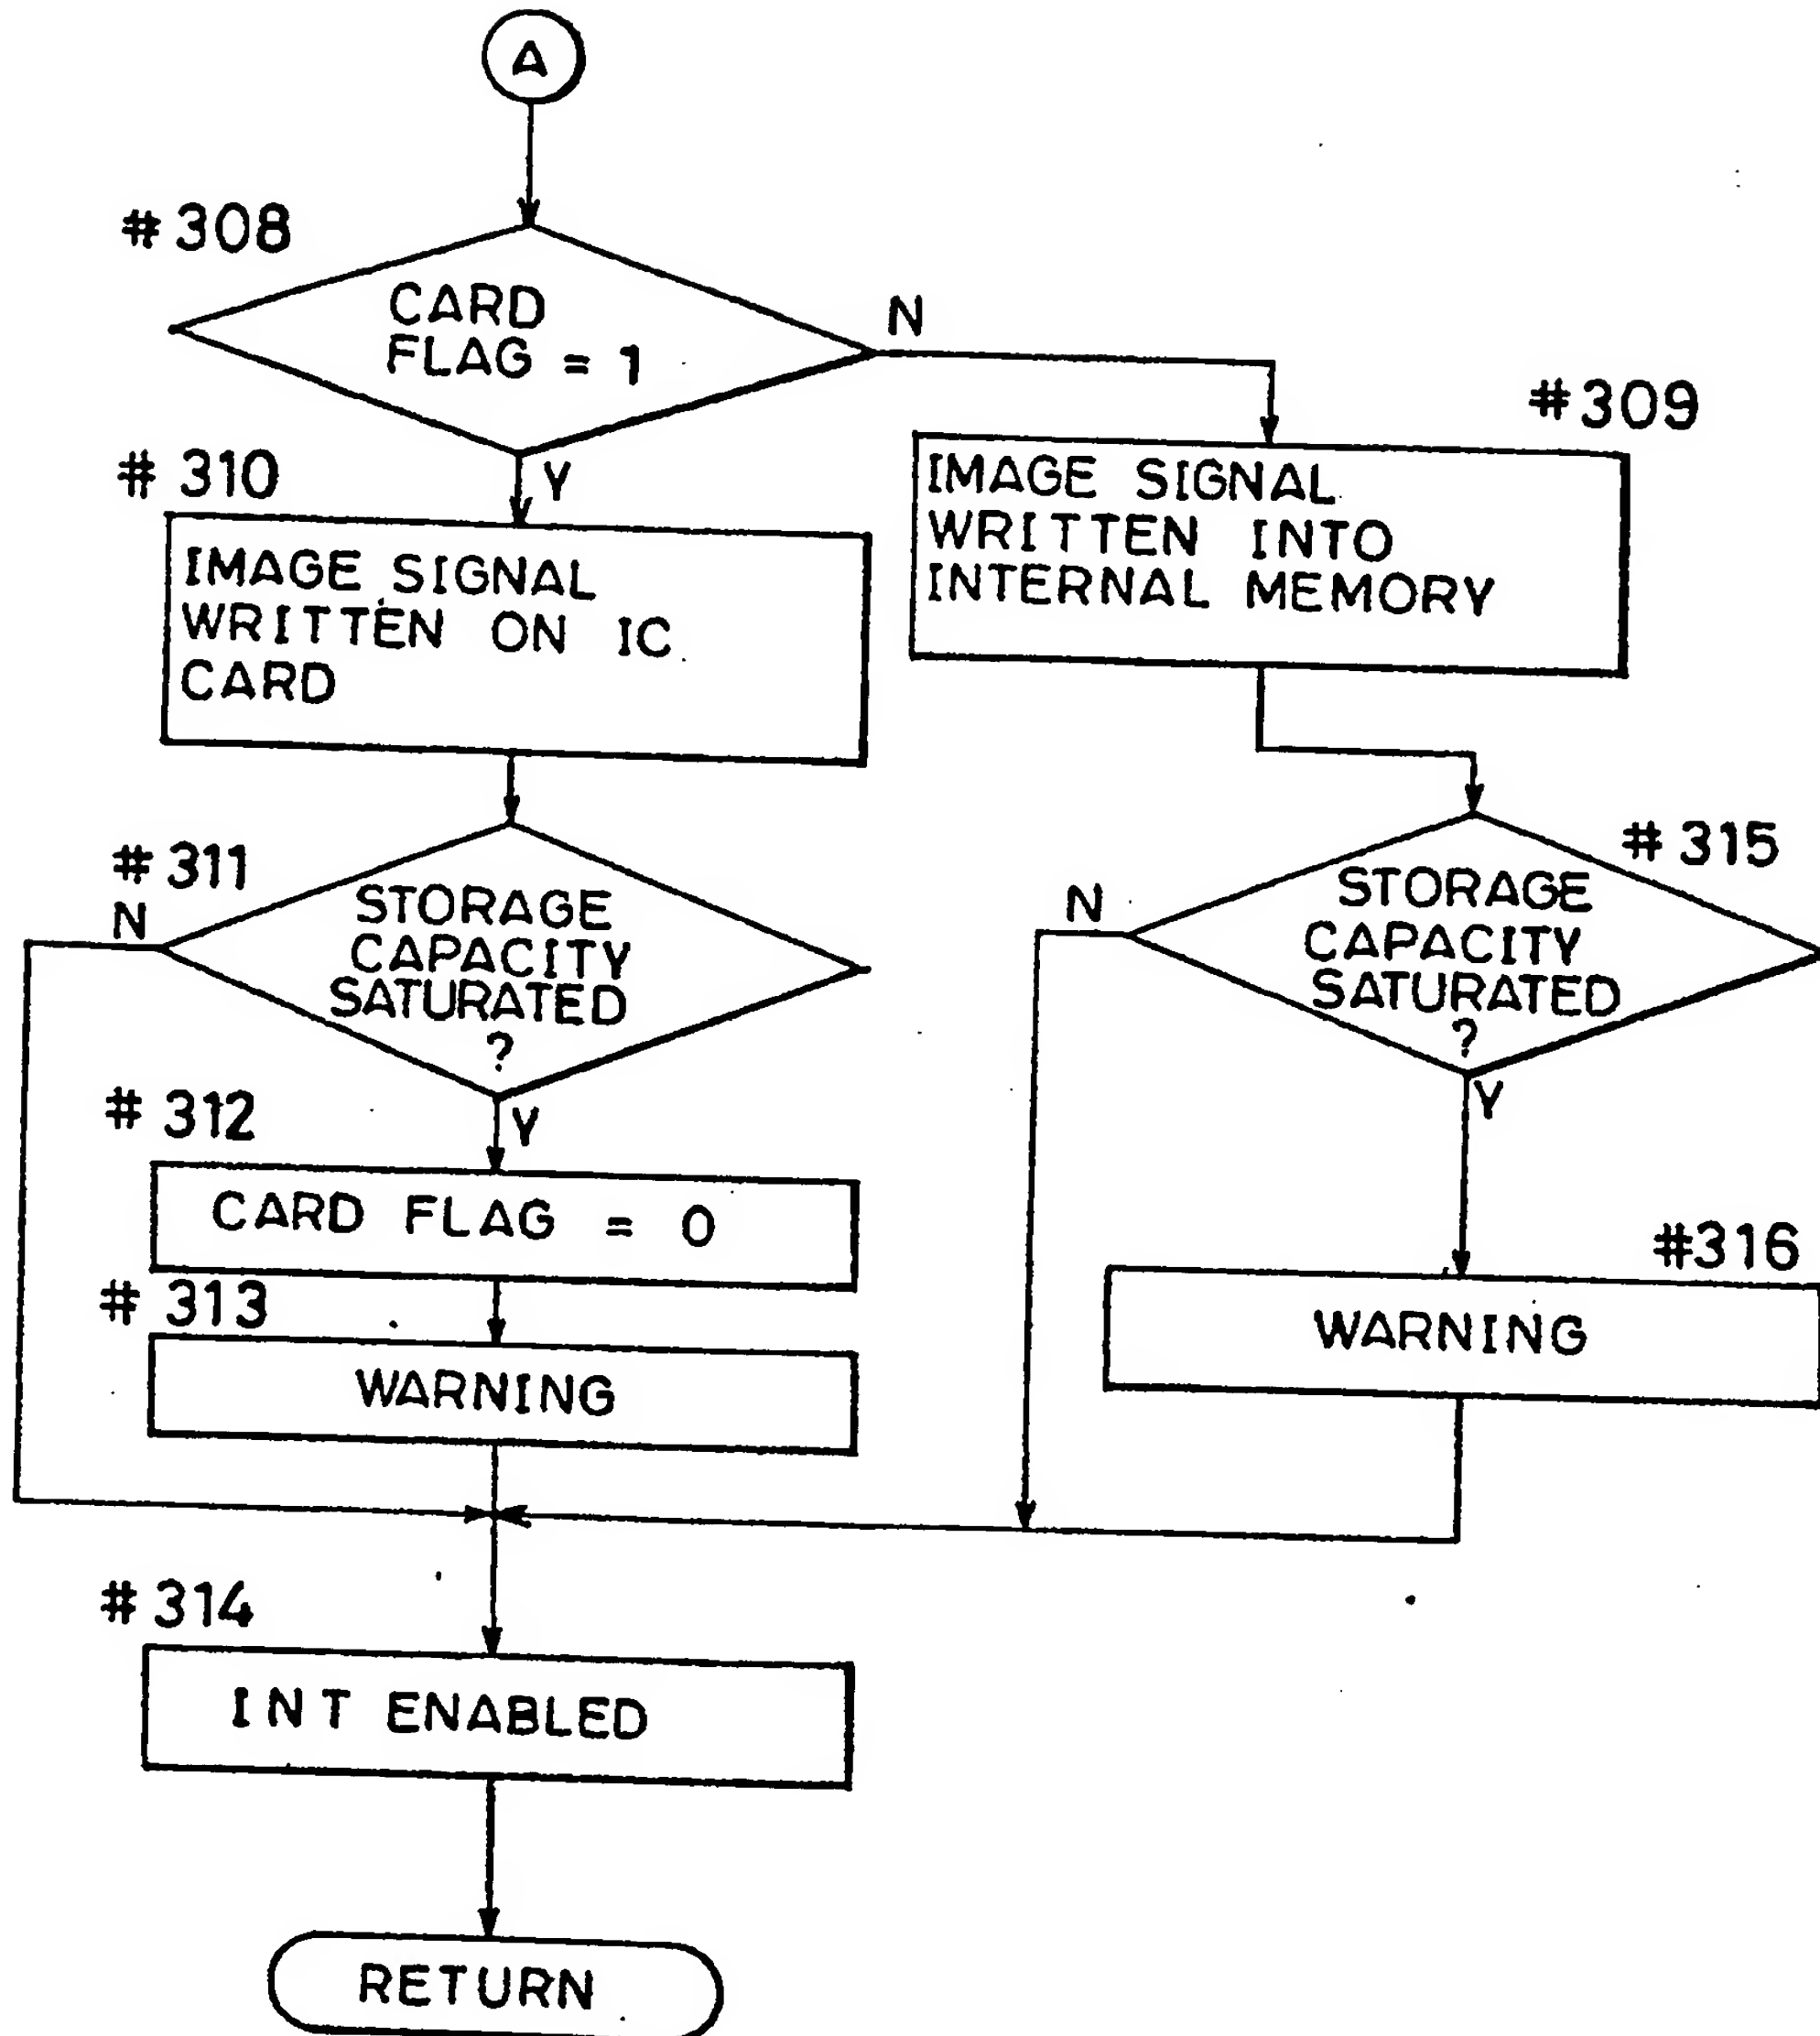 A
#308
CARD
FLAG = 1
N
Y
#309
IMAGE SIGNAL
WRITTEN INTO
INTERNAL MEMORY
#310
IMAGE SIGNAL
WRITTEN ON IC
CARD
#311
N
STORAGE
CAPACITY
SATURATED
?
Y
#315
N
STORAGE
CAPACITY
SATURATED
?
Y
#312
CARD FLAG = 0
#313
WARNING
#316
WARNING
#314
INT ENABLED
RETURN